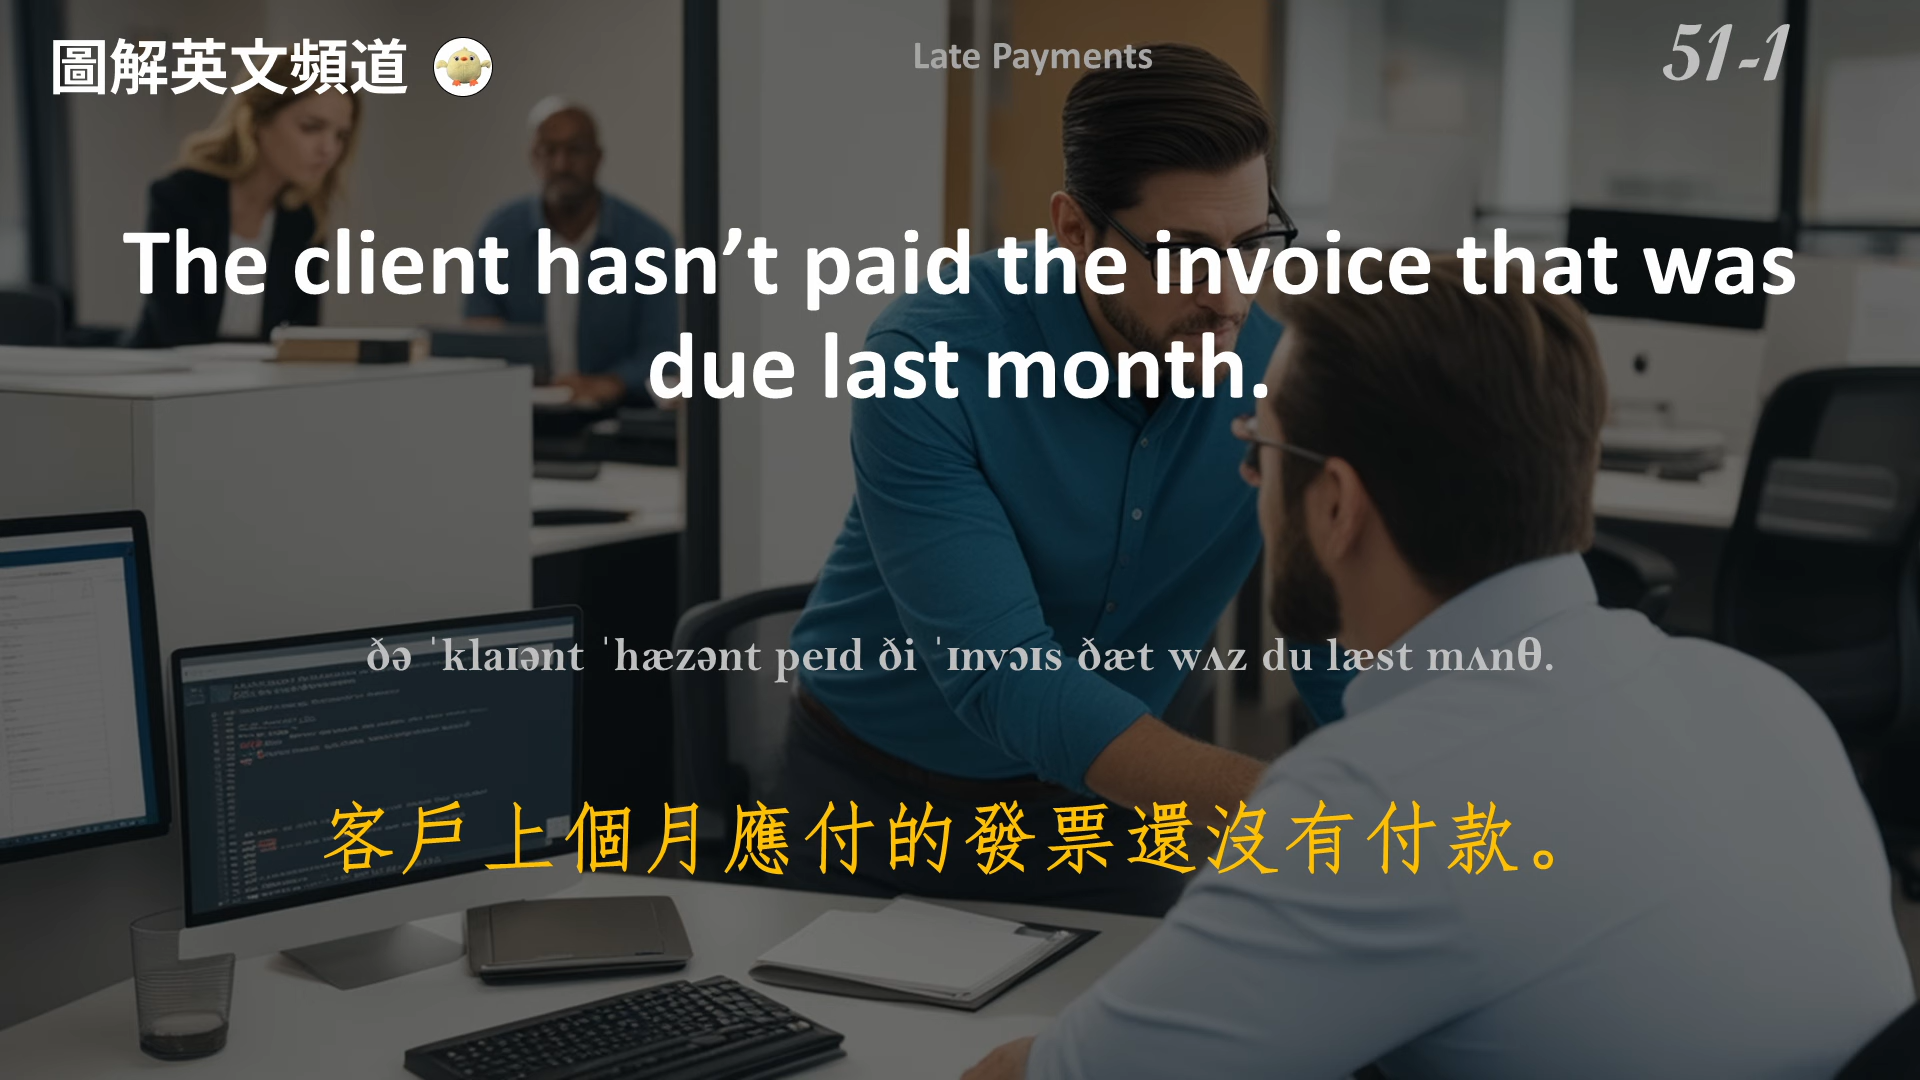 圖解英文頻道
Late Payments
51-1
The client hasn’t paid the invoice that was
due last month.
ðə ˈklaɪənt ˈhæzənt peɪd ði ˈɪnvɔɪs ðæt wʌz du læst mʌnθ.
客戶上個月應付的發票還沒有付款。